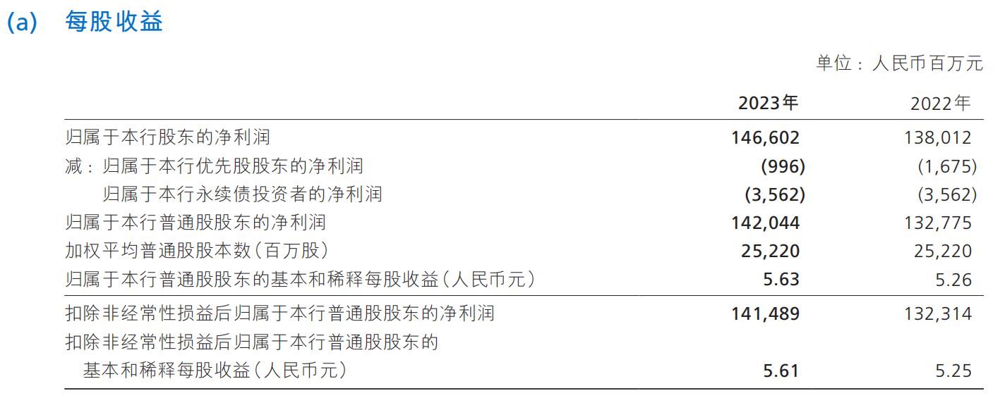 (a) 每股收益
单位：人民币百万元
2023年 2022年
归属于本行股东的净利润 146,602 138,012
减：归属于本行优先股股东的净利润 (996) (1,675)
归属于本行永续债投资者的净利润 (3,562) (3,562)
归属于本行普通股股东的净利润 142,044 132,775
加权平均普通股股本数(百万股) 25,220 25,220
归属于本行普通股股东的基本和稀释每股收益(人民币元) 5.63 5.26
扣除非经常性损益后归属于本行普通股股东的净利润 141,489 132,314
扣除非经常性损益后归属于本行普通股股东的
基本和稀释每股收益(人民币元) 5.61 5.25